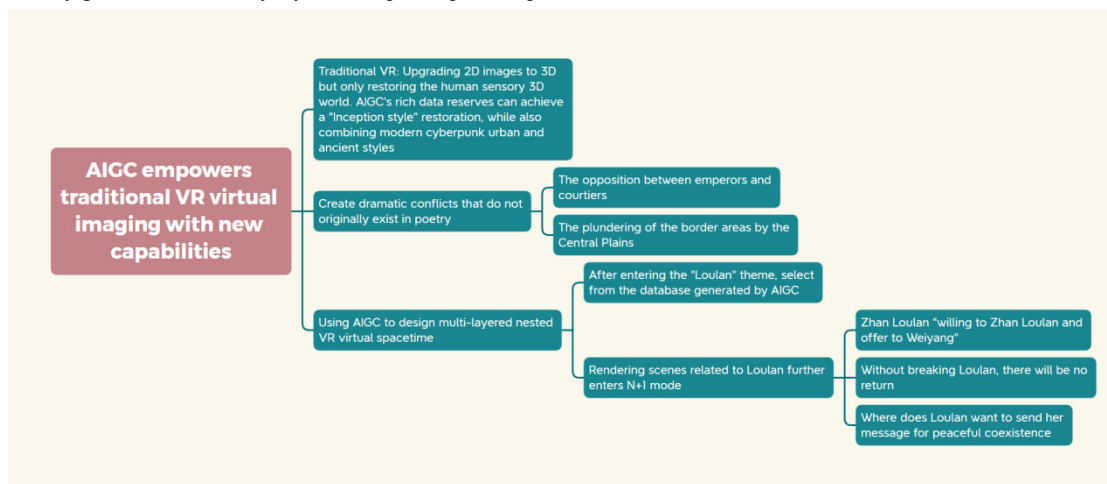 AIGC empowers
traditional VR virtual
imaging with new
capabilities
Traditional VR: Upgrading 2D images to 3D
but only restoring the human sensory 3D
world. AIGC's rich data reserves can achieve
a "Inception style" restoration, while also
combining modern cyberpunk urban and
ancient styles
Create dramatic conflicts that do not
originally exist in poetry
The opposition between emperors and
courtiers
The plundering of the border areas by the
Central Plains
Using AIGC to design multi-layered nested
VR virtual spacetime
After entering the "Loulan" theme, select
from the database generated by AIGC
Rendering scenes related to Loulan further
enters N+1 mode
Zhan Loulan "willing to Zhan Loulan and
offer to Weiyang"
Without breaking Loulan, there will be no
return
Where does Loulan want to send her
message for peaceful coexistence